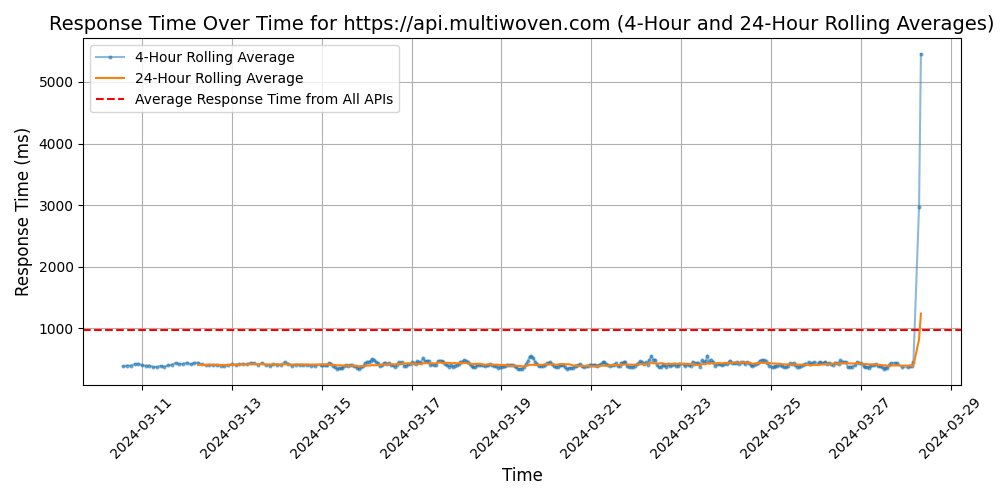 Response Time Over Time for https://api.multiwoven.com (4-Hour and 24-Hour Rolling Averages)
4-Hour Rolling Average
24-Hour Rolling Average
Average Response Time from All APIs
Response Time (ms)
5000
4000
3000
2000
1000
2024-03-11
2024-03-13
2024-03-15
2024-03-17
2024-03-19
2024-03-21
2024-03-23
2024-03-25
2024-03-27
2024-03-29
Time